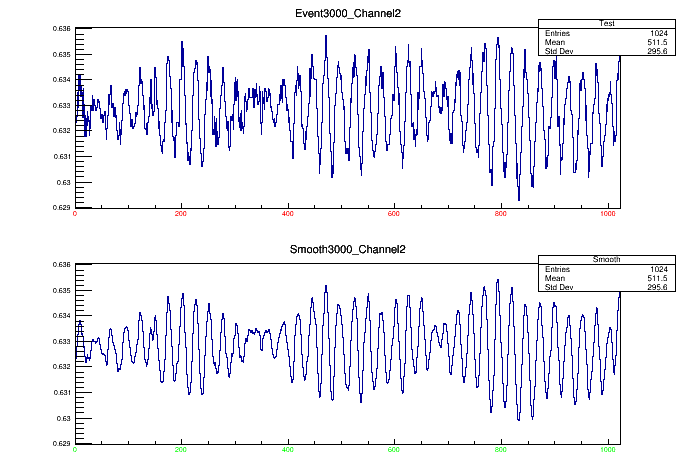 Event3000_Channel2
Test
Entries 1024
Mean 511.5
Std Dev 295.6
0.636
0.635
0.634
0.633
0.632
0.631
0.63
0.629
0 200 400 600 800 1000
Smooth3000_Channel2
Smooth
Entries 1024
Mean 511.5
Std Dev 295.6
0.636
0.635
0.634
0.633
0.632
0.631
0.63
0.629
0 200 400 600 800 1000